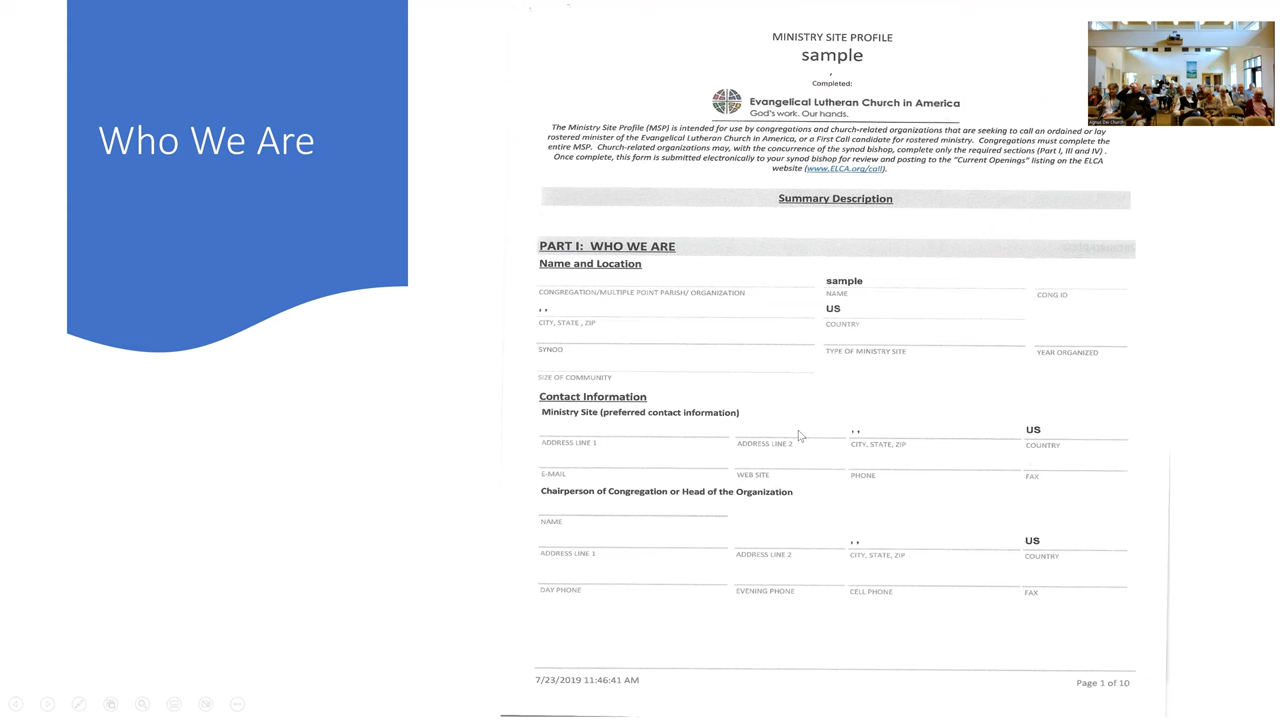 Who We Are
MINISTRY SITE PROFILE
sample
,
Completed:
Evangelical Lutheran Church in America
God's work. Our hands.
The Ministry Site Profile (MSP) is intended for use by congregations and church-related organizations that are seeking to call an ordained or lay
rostered minister of the Evangelical Lutheran Church in America, or a First Call candidate for rostered ministry. Congregations must complete the
entire MSP. Church-related organizations may, with the concurrence of the synod bishop, complete only the required sections (Part I, III and IV) .
Once complete, this form is submitted electronically to your synod bishop for review and posting to the "Current Openings" listing on the ELCA
website (www.ELCA.org/call).
Summary Description
PART I: WHO WE ARE
Name and Location
sample
CONGREGATION/MULTIPLE POINT PARISH/ ORGANIZATION NAME CONG ID
, , US
CITY, STATE , ZIP COUNTRY
SYNOD TYPE OF MINISTRY SITE YEAR ORGANIZED
SIZE OF COMMUNITY
Contact Information
Ministry Site (preferred contact information)
, , US
ADDRESS LINE 1 ADDRESS LINE 2 CITY, STATE, ZIP COUNTRY
E-MAIL WEB SITE PHONE FAX
Chairperson of Congregation or Head of the Organization
NAME
, , US
ADDRESS LINE 1 ADDRESS LINE 2 CITY, STATE, ZIP COUNTRY
DAY PHONE EVENING PHONE CELL PHONE FAX
7/23/2019 11:46:41 AM Page 1 of 10
Agnus Dei Church